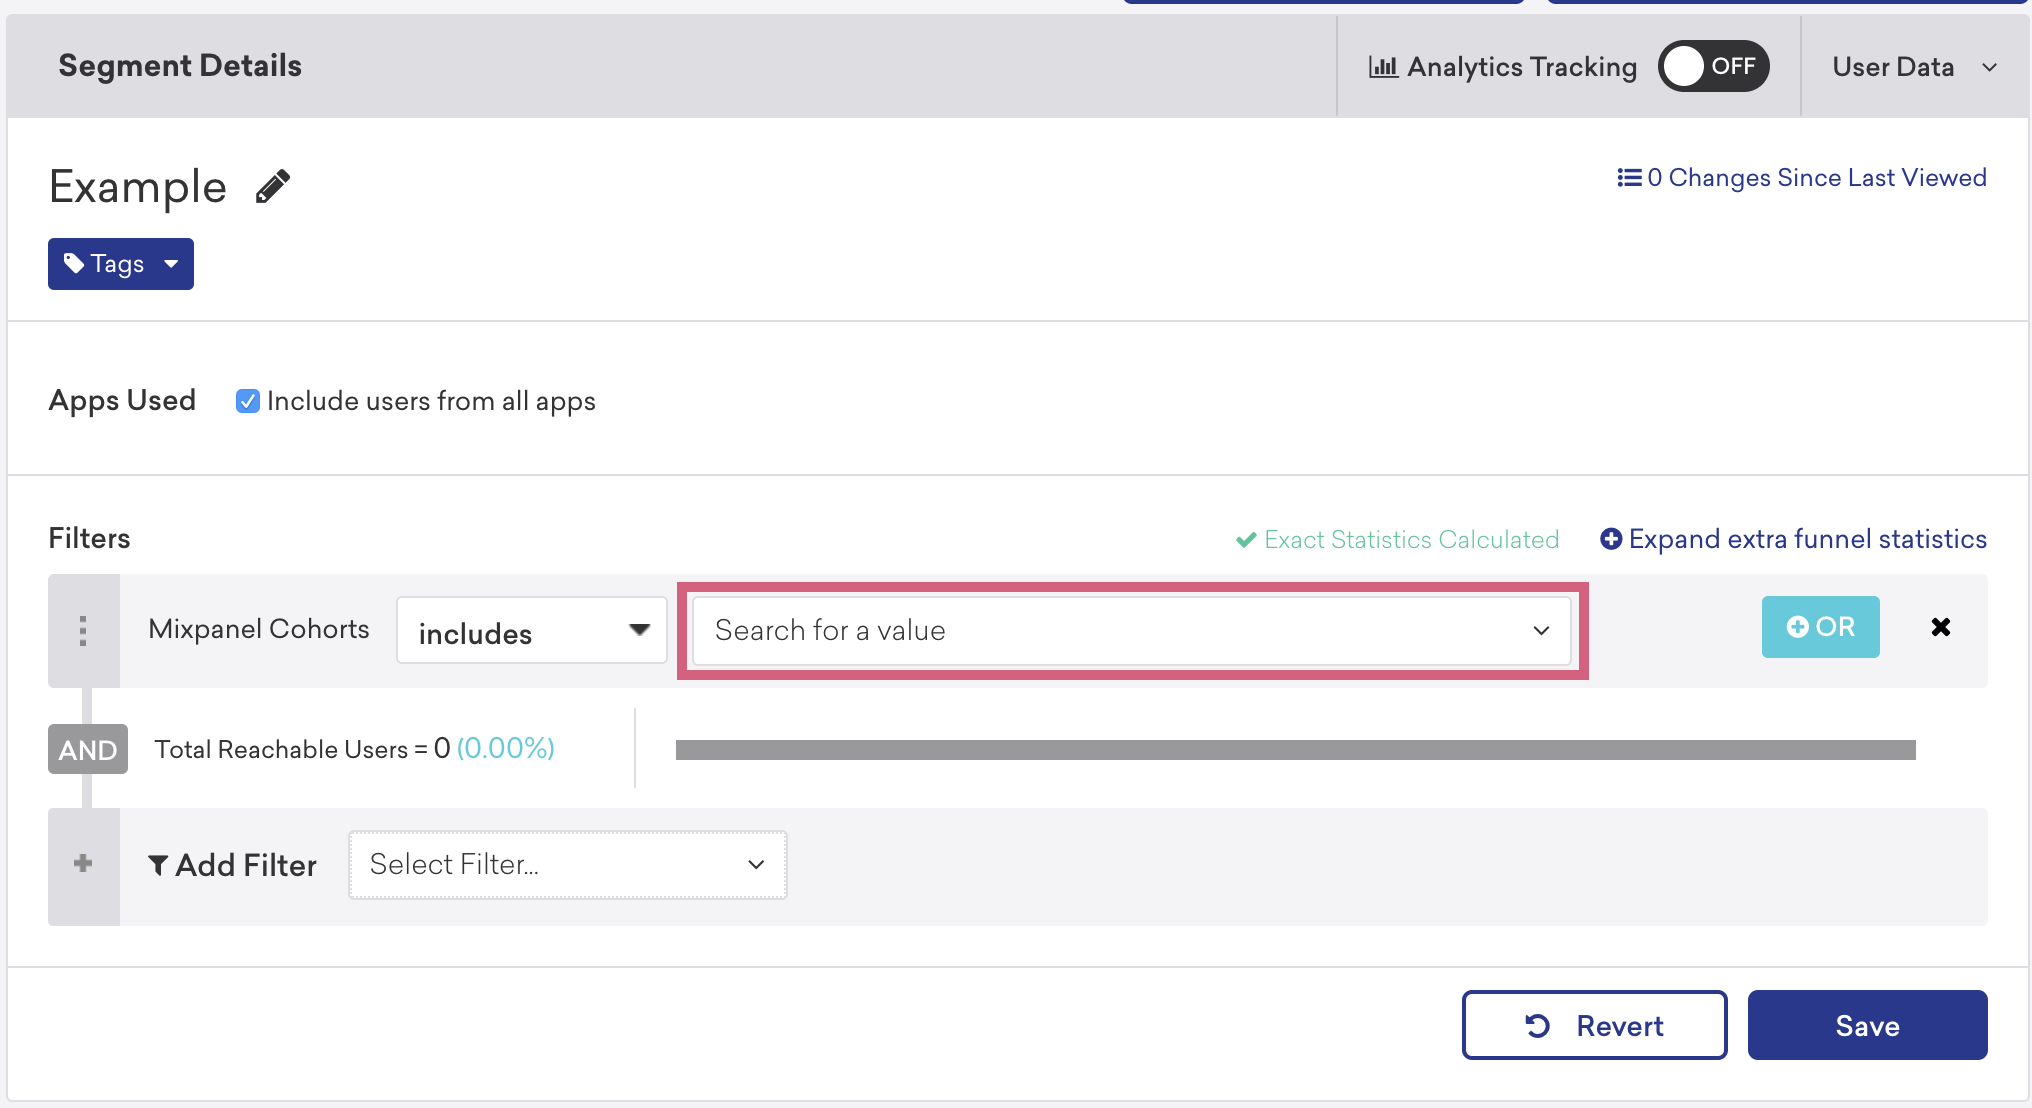 Segment Details
Analytics Tracking OFF
User Data
Example
0 Changes Since Last Viewed
Tags
Apps Used Include users from all apps
Filters
Exact Statistics Calculated
Expand extra funnel statistics
Mixpanel Cohorts includes Search for a value OR
AND Total Reachable Users = 0 (0.00%)
Add Filter Select Filter...
Revert Save